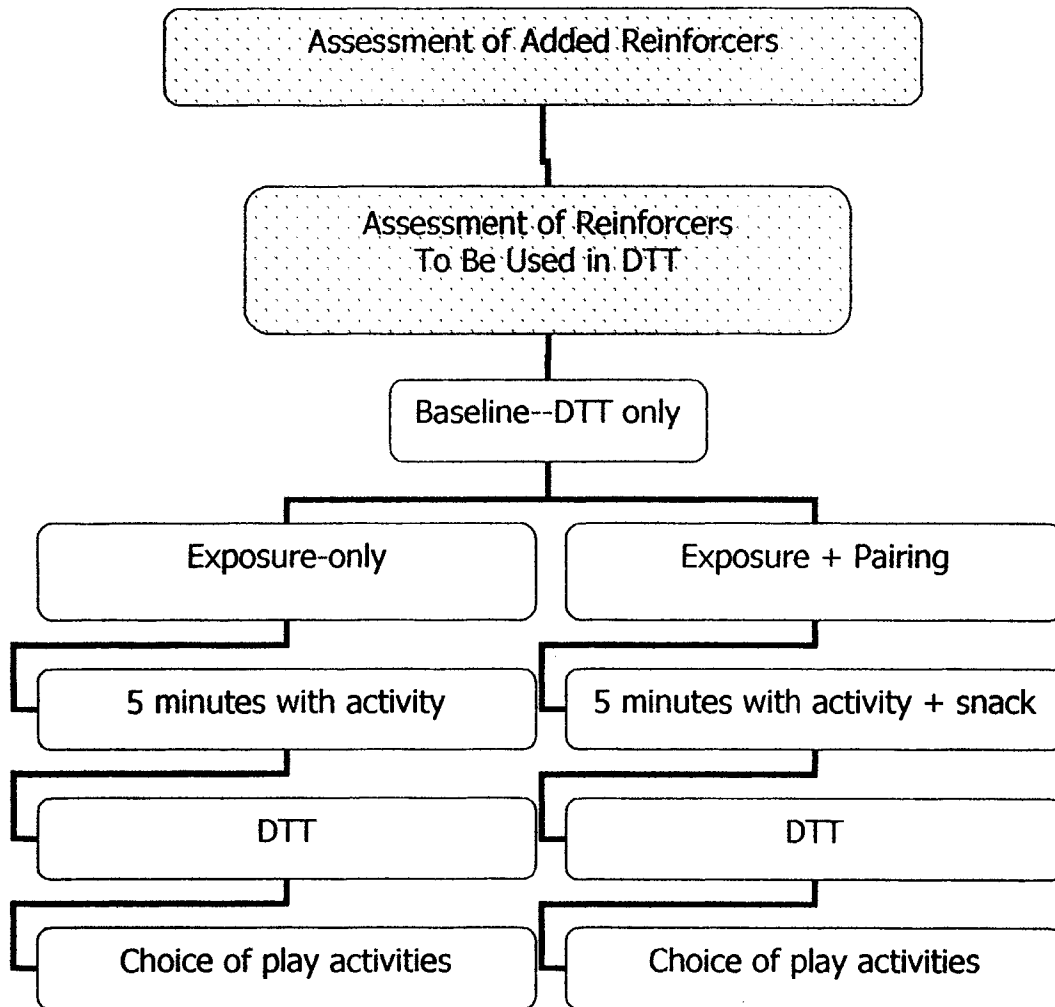 Assessment of Added Reinforcers
Assessment of Reinforcers
To Be Used in DTT
Baseline--DTT only
Exposure-only
Exposure + Pairing
5 minutes with activity
5 minutes with activity + snack
DTT
DTT
Choice of play activities
Choice of play activities